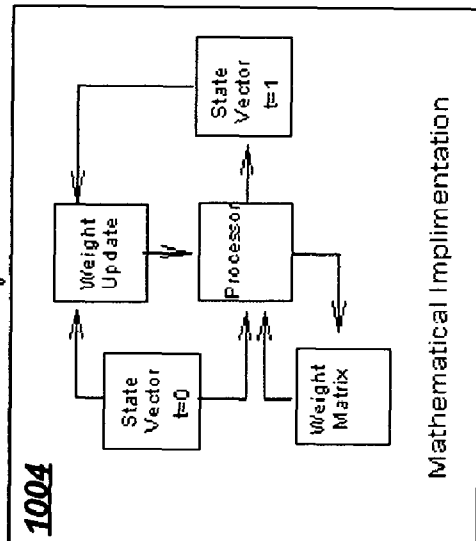 1004
State
Vector
t=0
Weight
Update
State
Vector
t=1
Processor
Weight
Matrix
Mathematical Implimentation